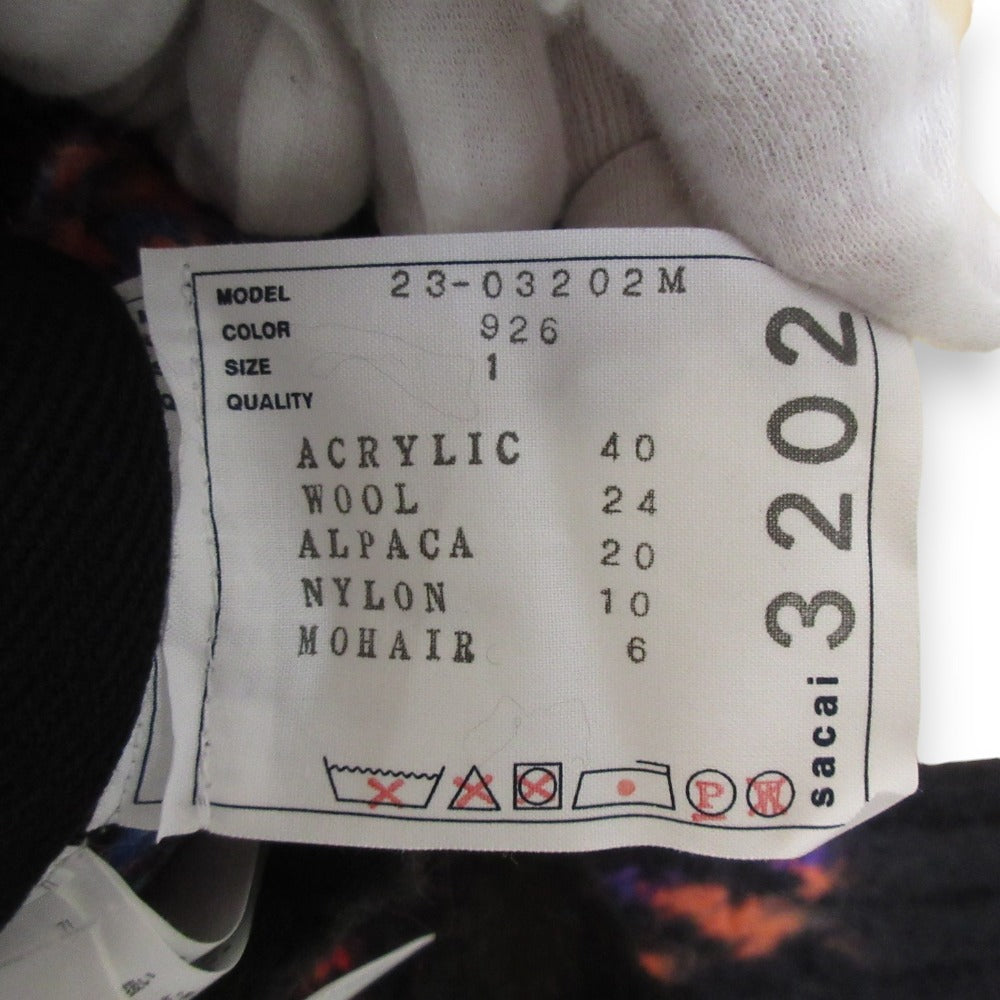 MODEL 23-03202M
COLOR 926
SIZE 1
QUALITY
ACRYLIC 40
WOOL 24
ALPACA 20
NYLON 10
MOHAIR 6
P W
sacai 3202